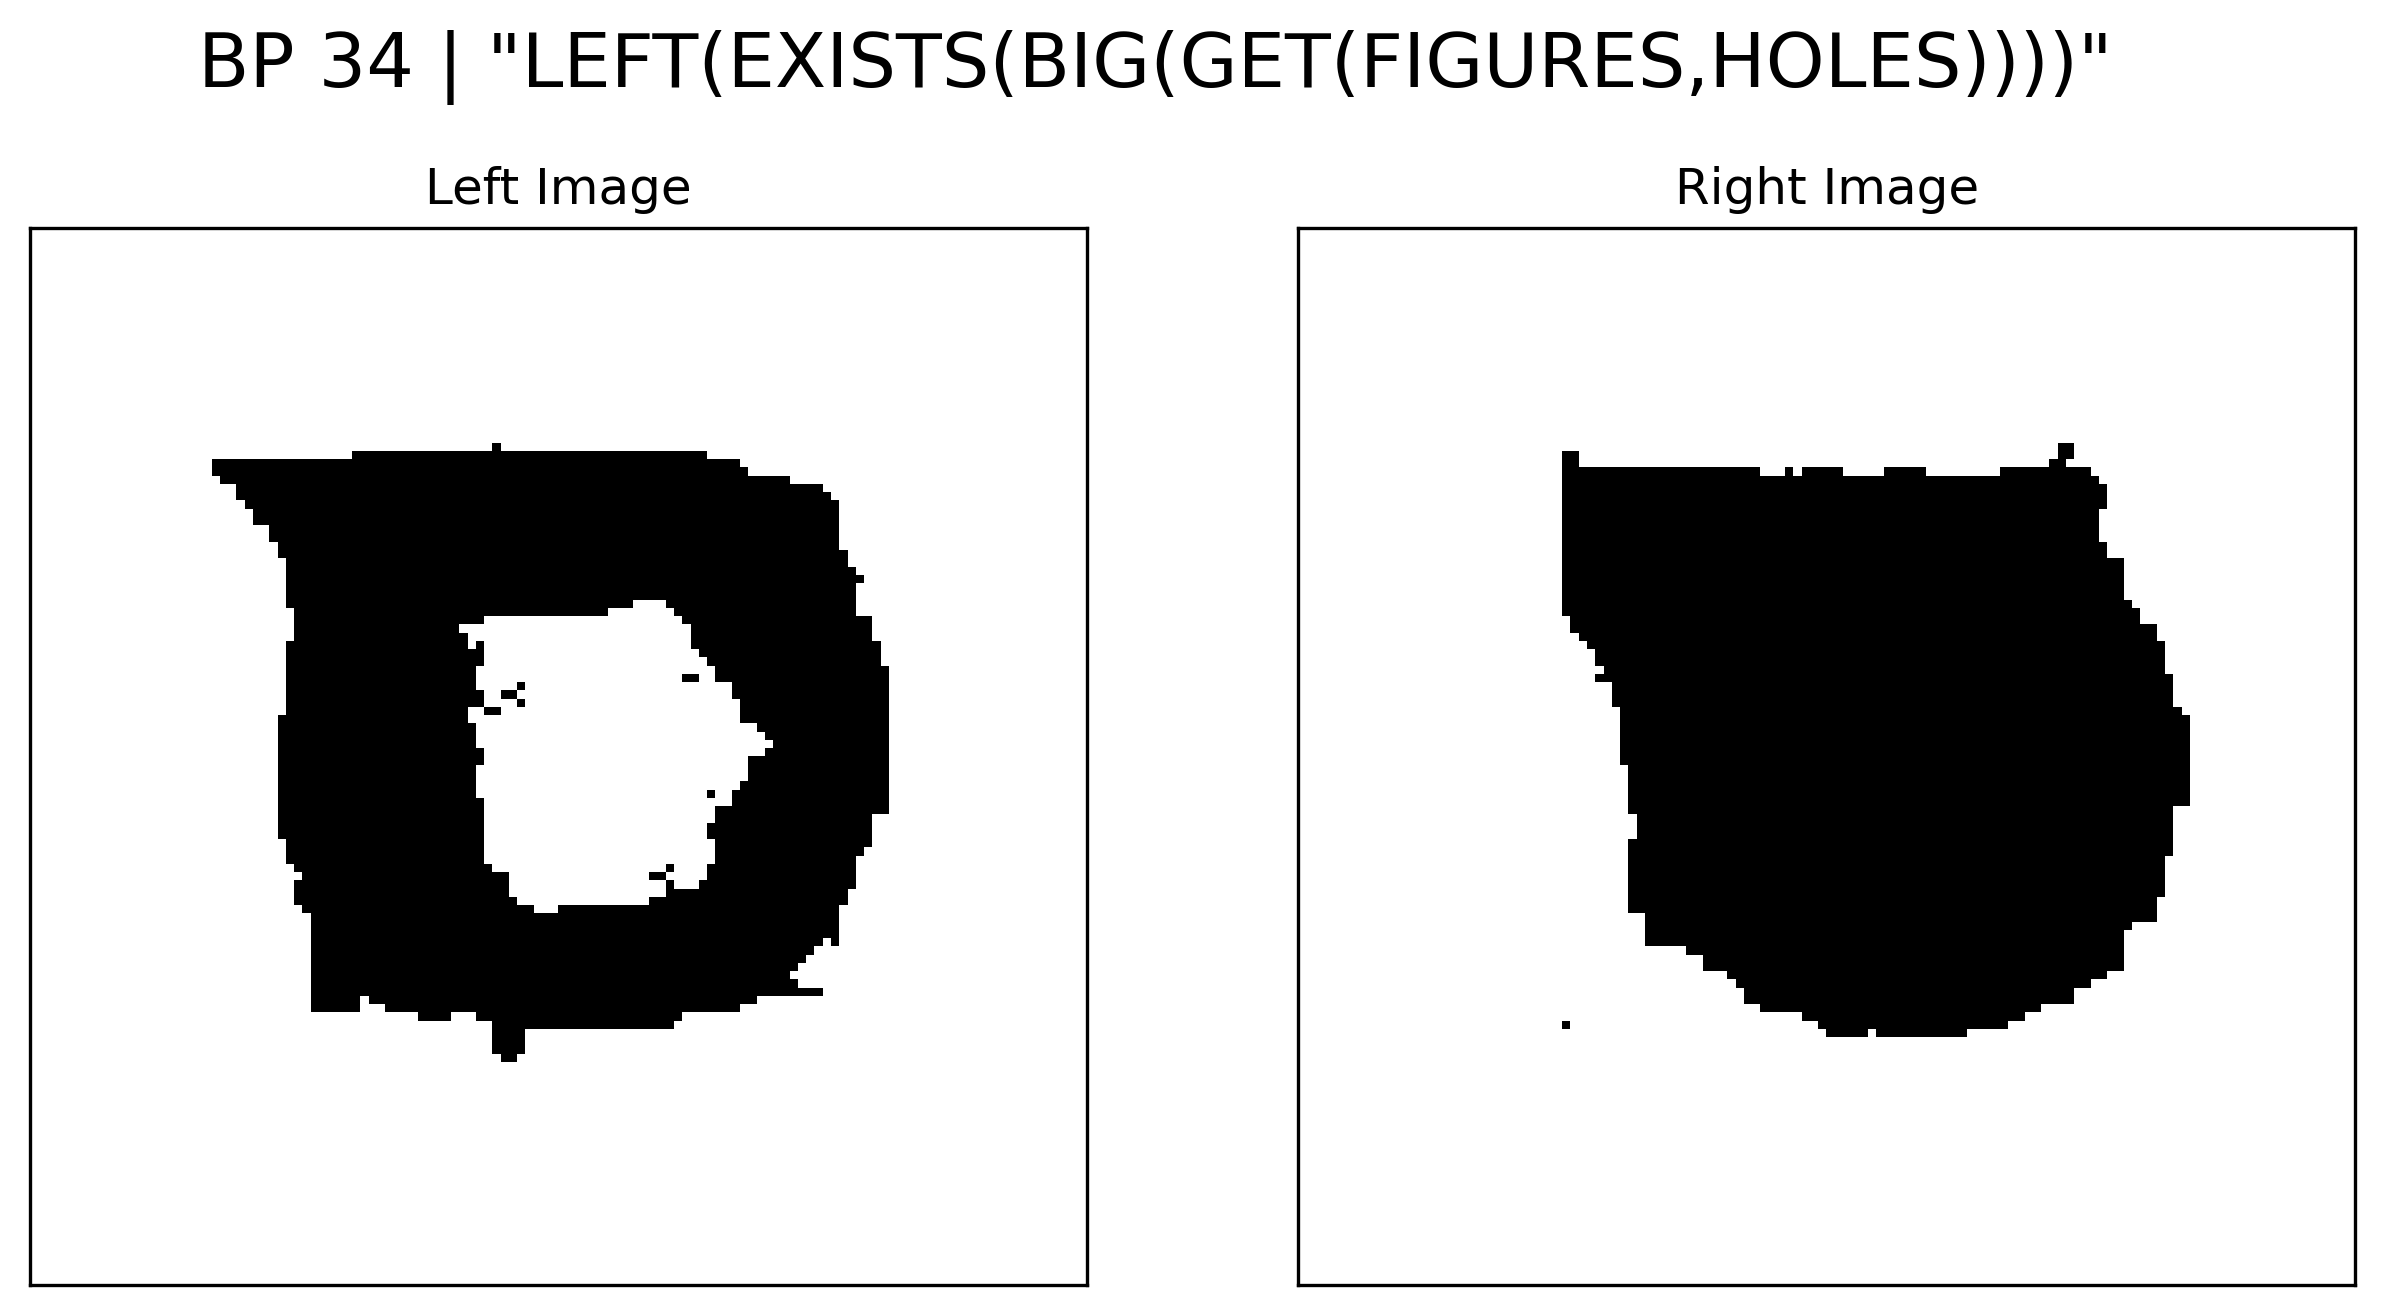 BP 34 | "LEFT(EXISTS(BIG(GET(FIGURES,HOLES))))"
Left Image
Right Image